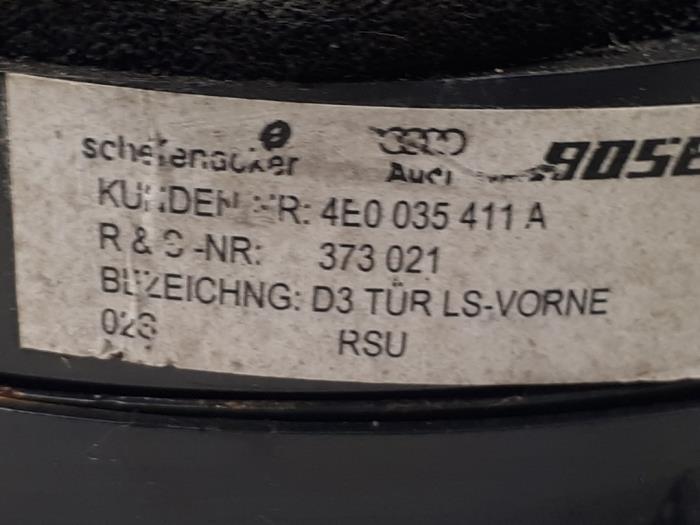 schefenacker Audi BOSE
KUNDEN-NR: 4E0 035 411 A
R & S-NR: 373 021
BEZEICHNG: D3 TÜR LS-VORNE
RSU